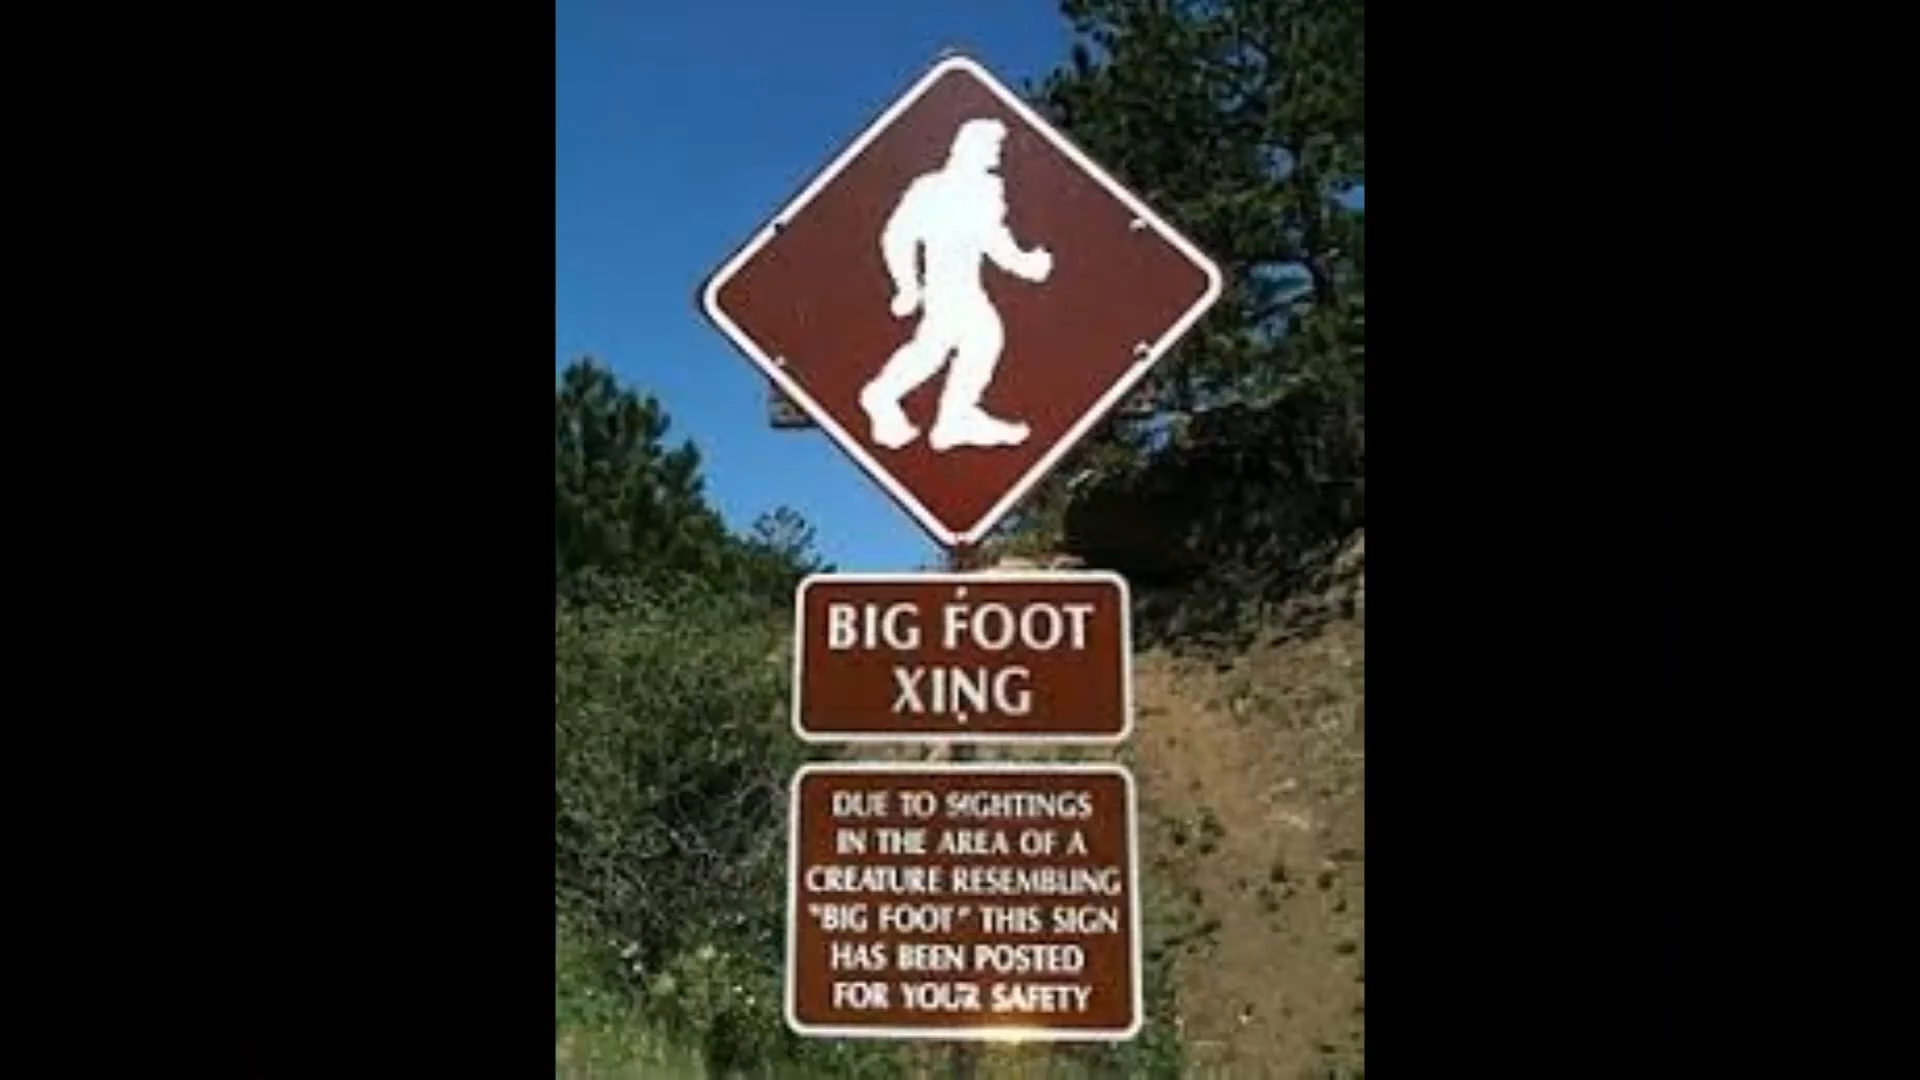 BIG FOOT
XING
DUE TO SIGHTINGS
IN THE AREA OF A
CREATURE RESEMBLING
"BIG FOOT" THIS SIGN
HAS BEEN POSTED
FOR YOUR SAFETY